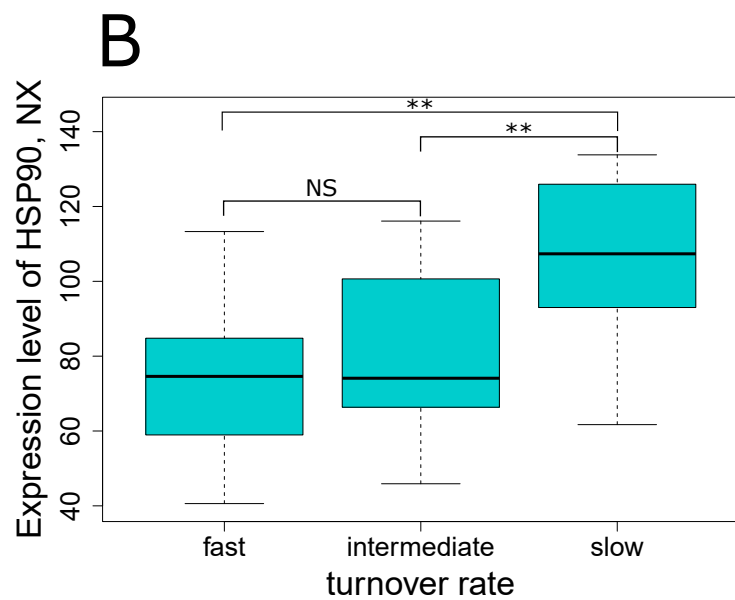 B
Expression level of HSP90, NX
140
120
100
80
60
40
**
**
NS
fast intermediate slow
turnover rate